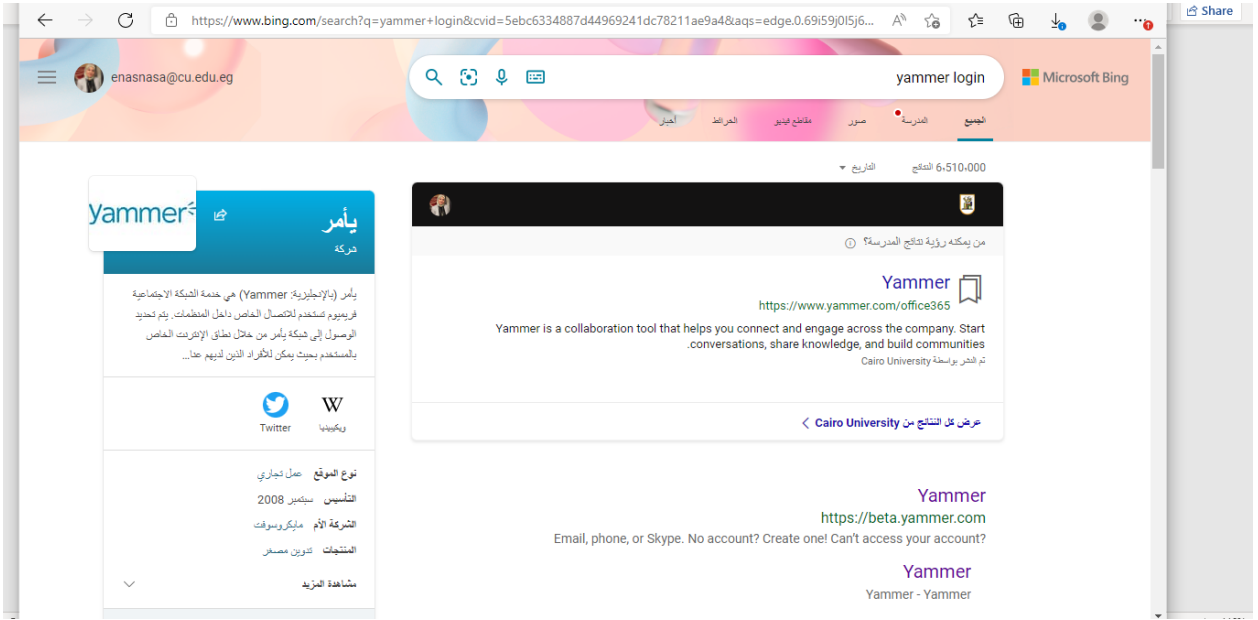 Share
https://www.bing.com/search?q=yammer+login&cvid=5ebc6334887d44969241dc78211ae9a4&aqs=edge.0.69i59j0l5j6...
enasnasa@cu.edu.eg
yammer login
Microsoft Bing
الجميع المدرسة صور مقاطع فيديو الخرائط أخبار
6،510،000 النتائج التاريخ
من يمكنه رؤية نتائج المدرسة؟
Yammer
https://www.yammer.com/office365
Yammer is a collaboration tool that helps you connect and engage across the company. Start
conversations, share knowledge, and build communities.
تم النشر بواسطة Cairo University
عرض كل النتائج من Cairo University
Yammer
https://beta.yammer.com
Email, phone, or Skype. No account? Create one! Can't access your account?
Yammer
Yammer - Yammer
yammer
يأمر
شركة
يأمر (بالإنجليزية: Yammer) هي خدمة الشبكة الاجتماعية
فريميوم تستخدم للاتصال الخاص داخل المنظمات. يتم تحديد
الوصول إلى شبكة يأمر من خلال نطاق الإنترنت الخاص
بالمستخدم بحيث يمكن للأفراد الذين لديهم عنا...
ويكيبيديا
Twitter
نوع الموقع عمل تجاري
التأسيس سبتمبر 2008
الشركة الأم مايكروسوفت
المنتجات تدوين مصغر
مشاهدة المزيد